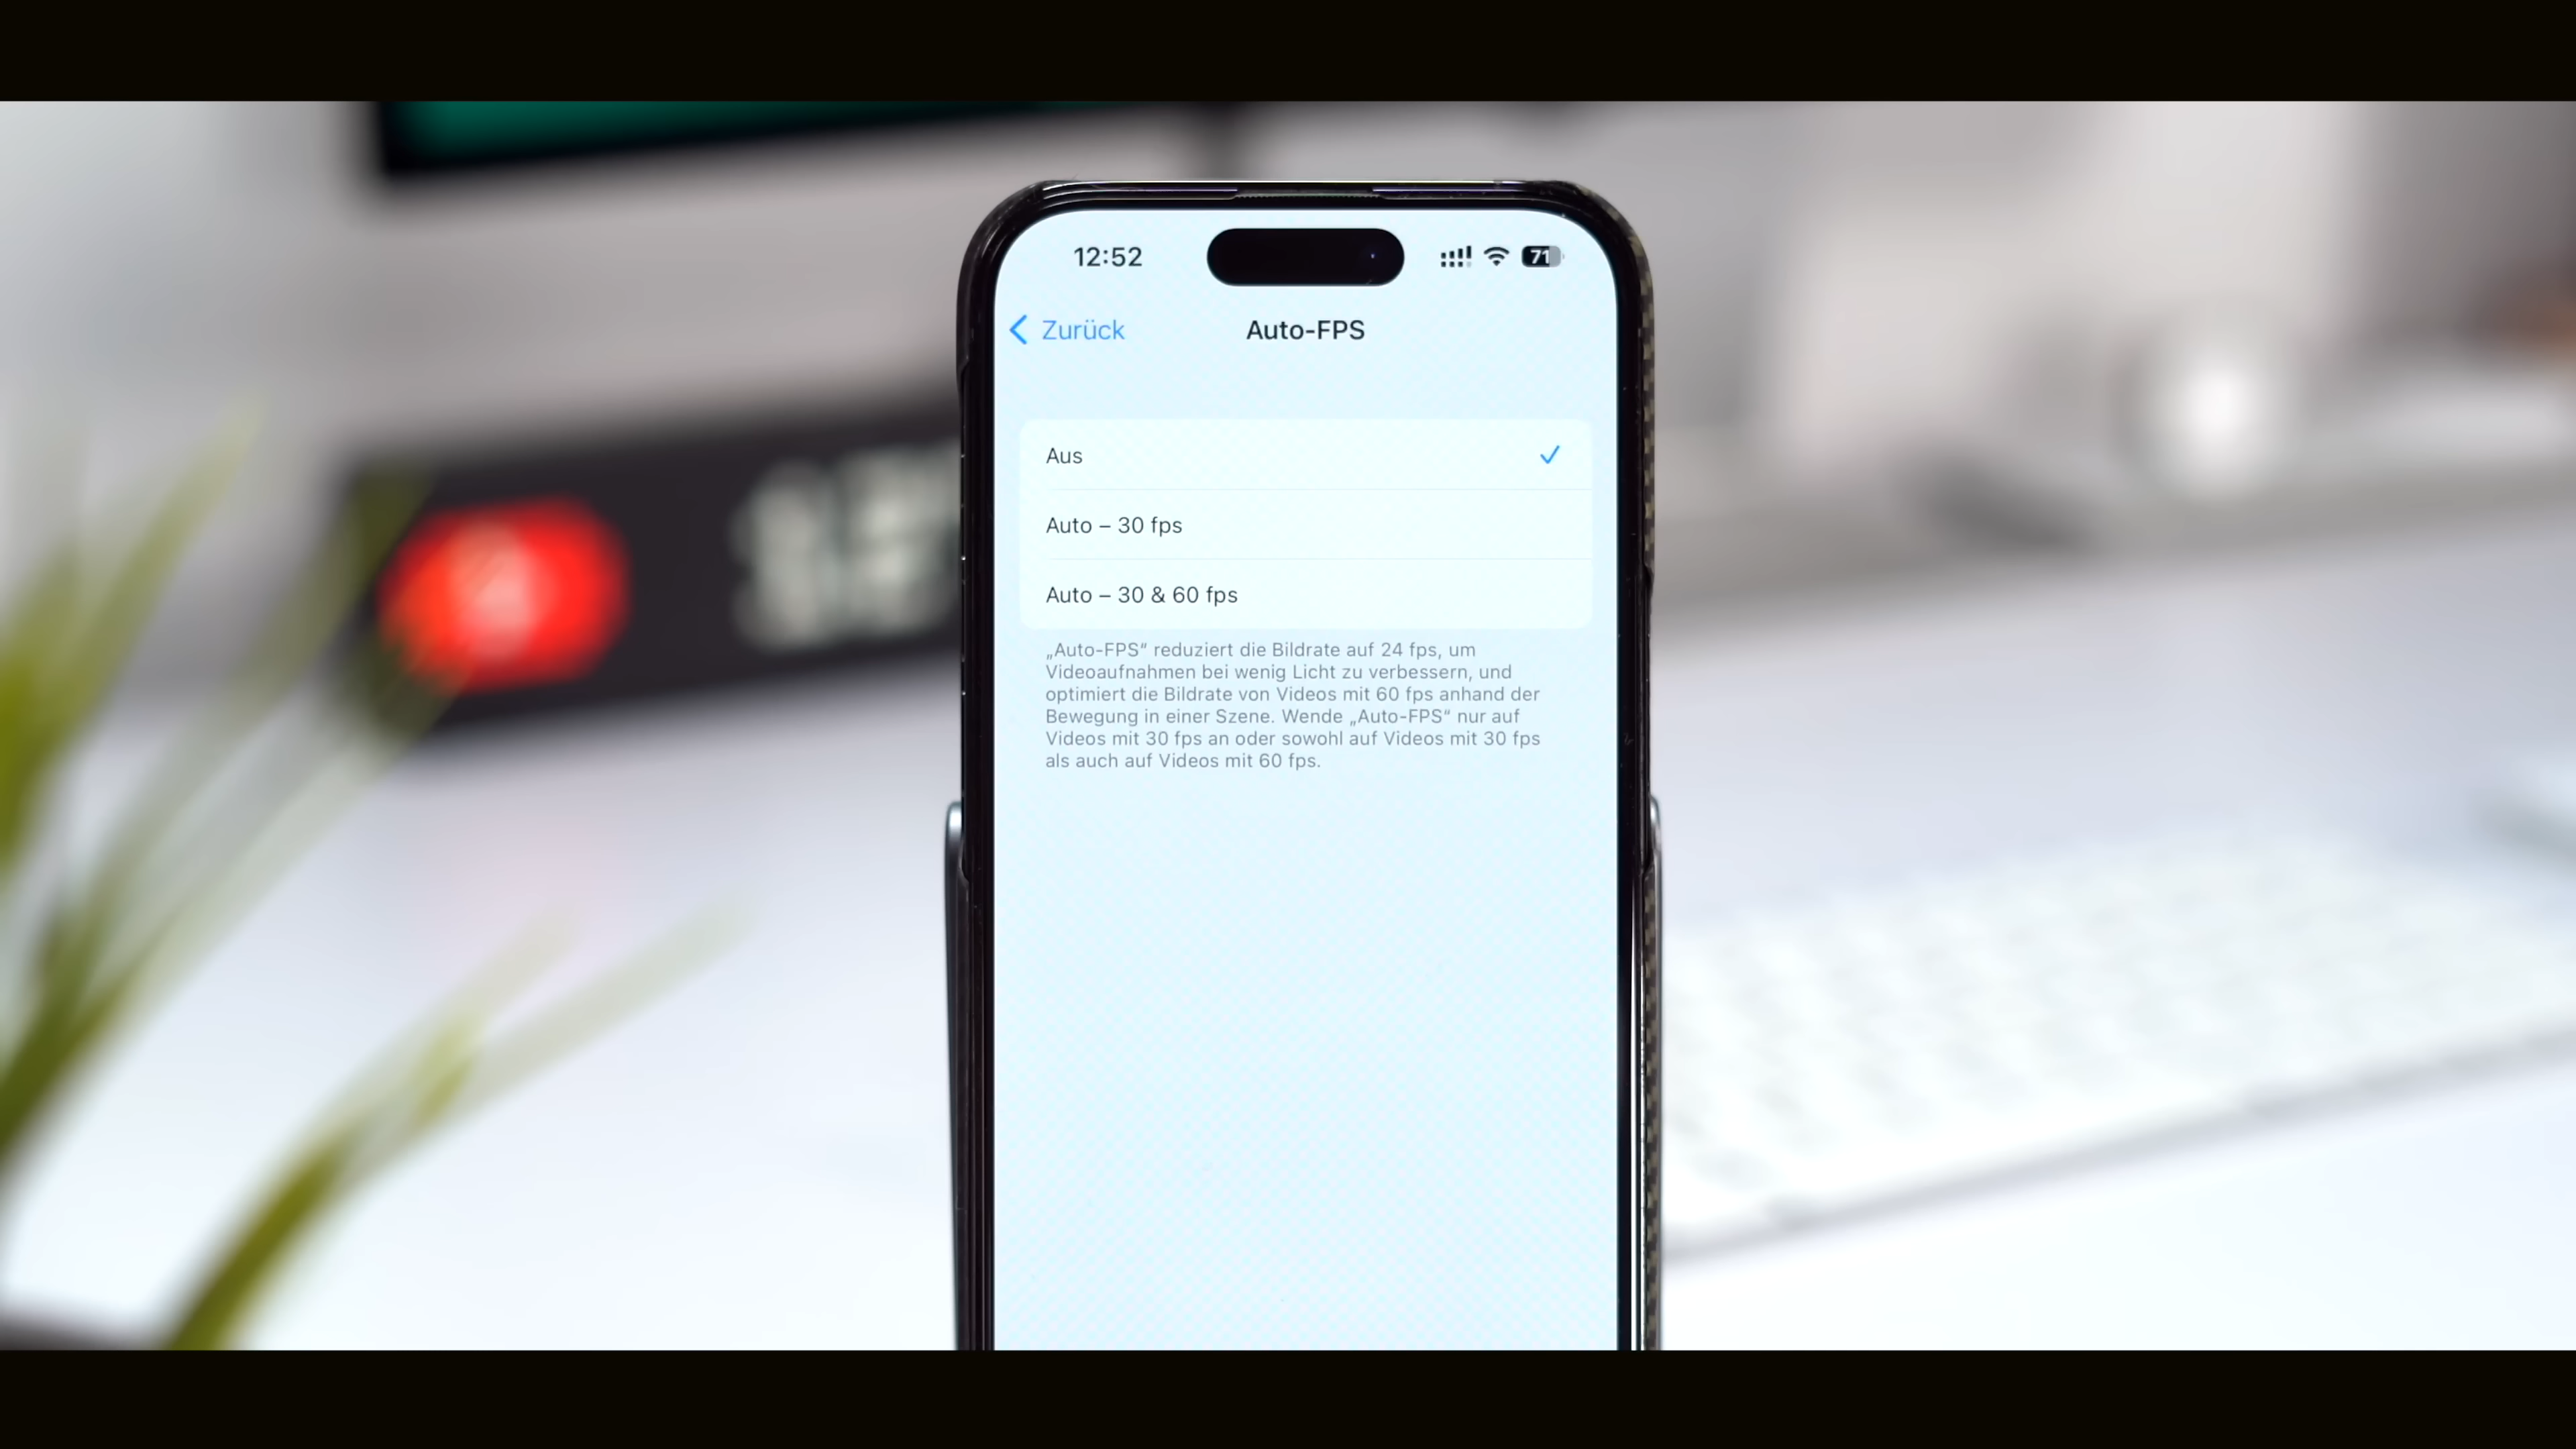 12:52
71
Zurück
Auto-FPS
Aus
Auto – 30 fps
Auto – 30 & 60 fps
„Auto-FPS“ reduziert die Bildrate auf 24 fps, um
Videoaufnahmen bei wenig Licht zu verbessern, und
optimiert die Bildrate von Videos mit 60 fps anhand der
Bewegung in einer Szene. Wende „Auto-FPS“ nur auf
Videos mit 30 fps an oder sowohl auf Videos mit 30 fps
als auch auf Videos mit 60 fps.